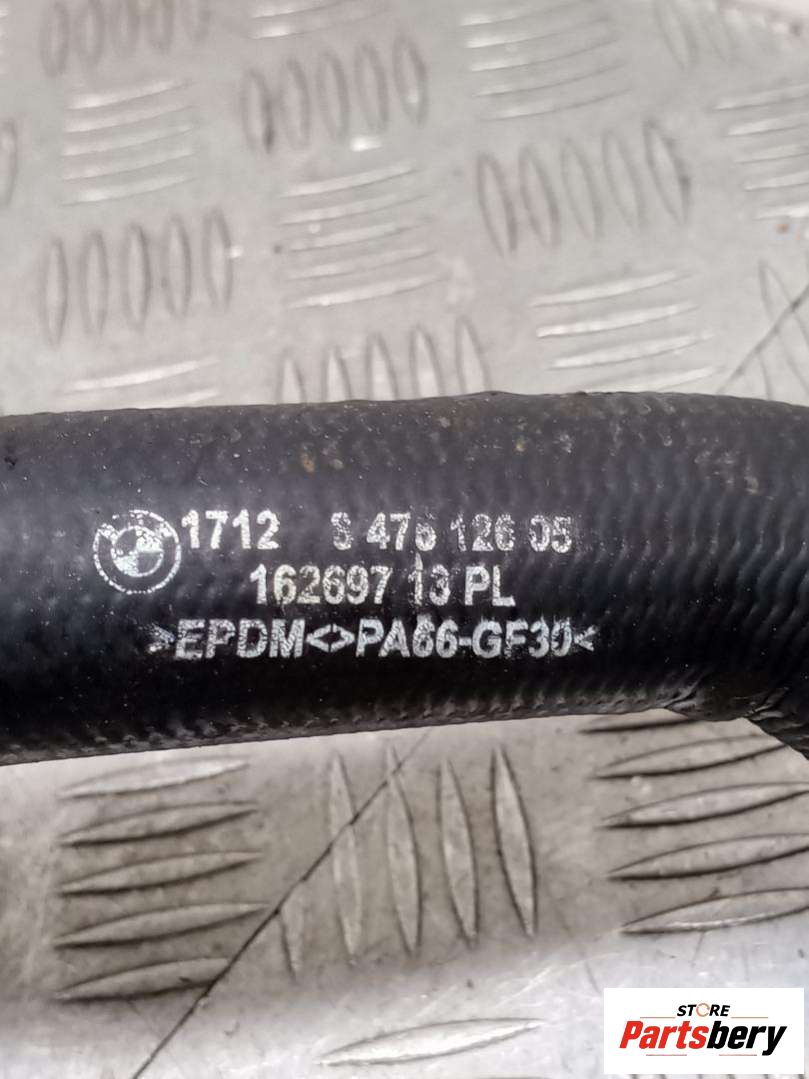 1712 8 476 126 05
162697 13 PL
>EPDM<>PA66-GF30<
STORE
Partsbery